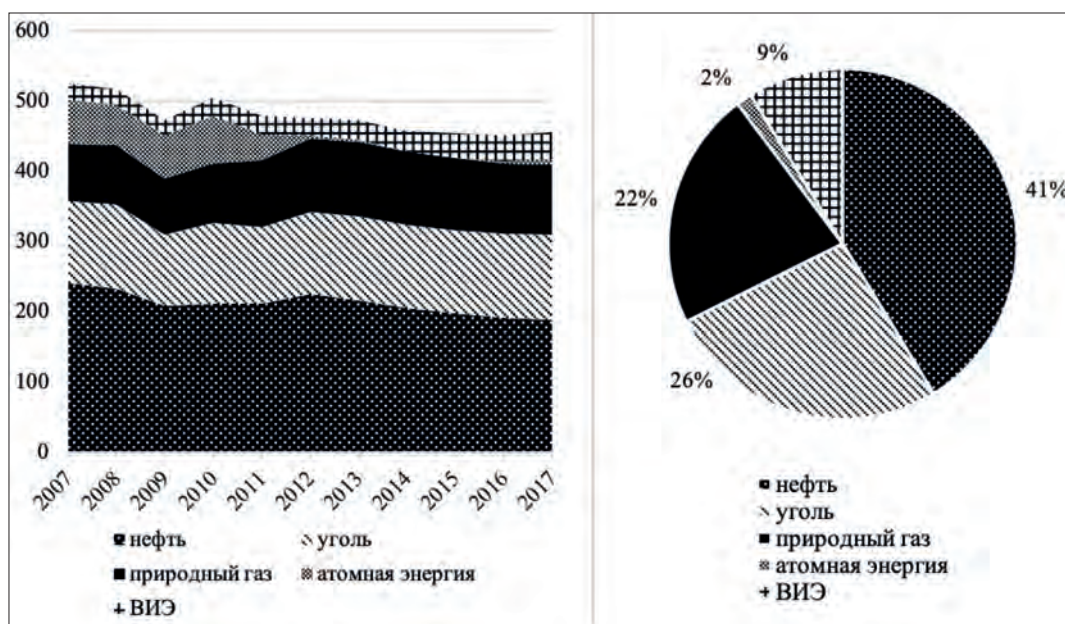 600
500
400
300
200
100
0
2007 2008 2009 2010 2011 2012 2013 2014 2015 2016 2017
нефть уголь
природный газ атомная энергия
ВИЭ
9%
2%
22%
41%
26%
нефть
уголь
природный газ
атомная энергия
ВИЭ